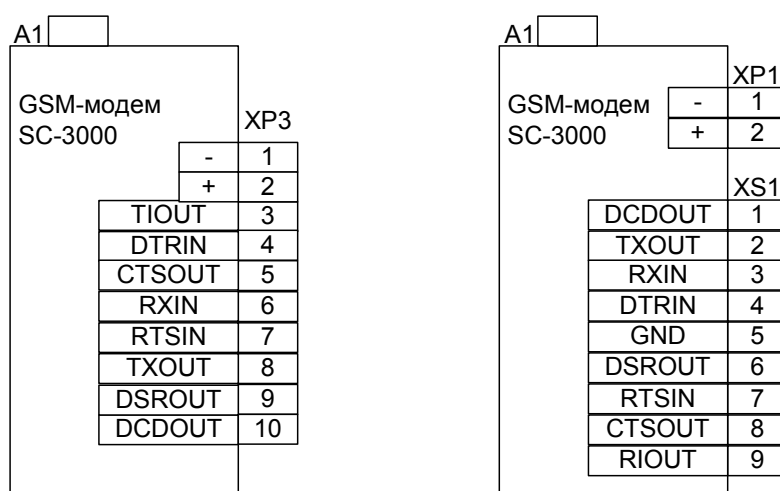 A1
GSM-модем
SC-3000
XP3
- 1
+ 2
TIOUT 3
DTRIN 4
CTSOUT 5
RXIN 6
RTSIN 7
TXOUT 8
DSROUT 9
DCDOUT 10
A1
GSM-модем
SC-3000
XP1
- 1
+ 2
XS1
DCDOUT 1
TXOUT 2
RXIN 3
DTRIN 4
GND 5
DSROUT 6
RTSIN 7
CTSOUT 8
RIOUT 9